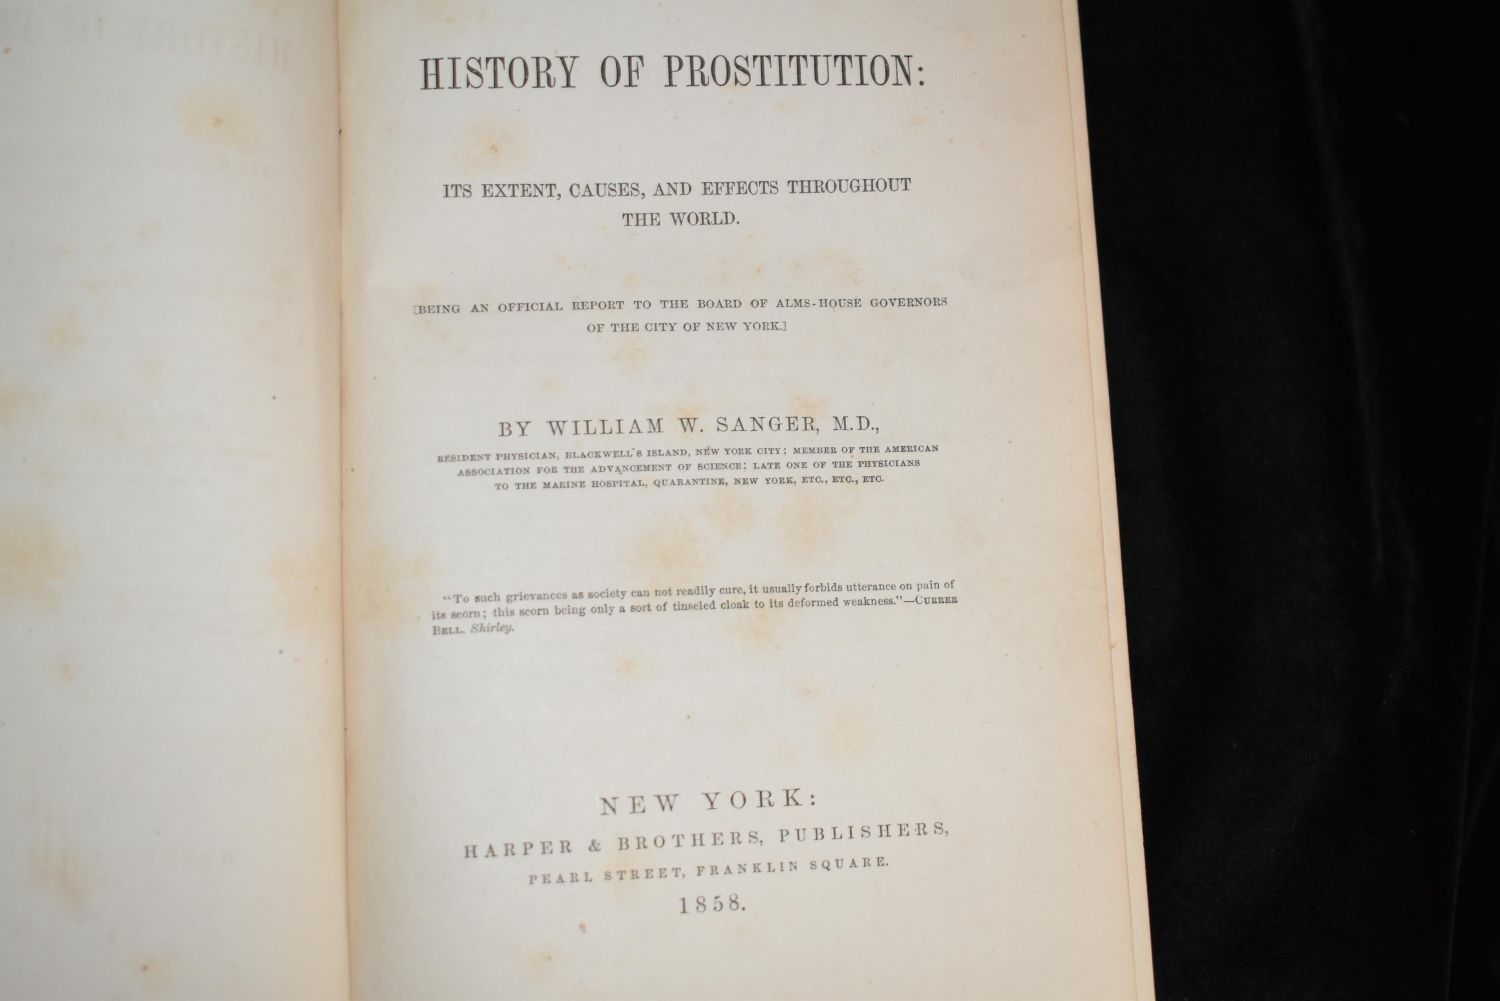 HISTORY OF PROSTITUTION:
ITS EXTENT, CAUSES, AND EFFECTS THROUGHOUT
THE WORLD.
[BEING AN OFFICIAL REPORT TO THE BOARD OF ALMS-HOUSE GOVERNORS
OF THE CITY OF NEW YORK.]
BY WILLIAM W. SANGER, M.D.,
RESIDENT PHYSICIAN, BLACKWELL'S ISLAND, NEW YORK CITY; MEMBER OF THE AMERICAN
ASSOCIATION FOR THE ADVANCEMENT OF SCIENCE; LATE ONE OF THE PHYSICIANS
TO THE MARINE HOSPITAL, QUARANTINE, NEW YORK, ETC., ETC., ETC.
"To such grievances as society can not readily cure, it usually forbids utterance on pain of
its scorn; this scorn being only a sort of tinseled cloak to its deformed weakness."—CURRER
BELL, Shirley.
NEW YORK:
HARPER & BROTHERS, PUBLISHERS,
PEARL STREET, FRANKLIN SQUARE.
1858.